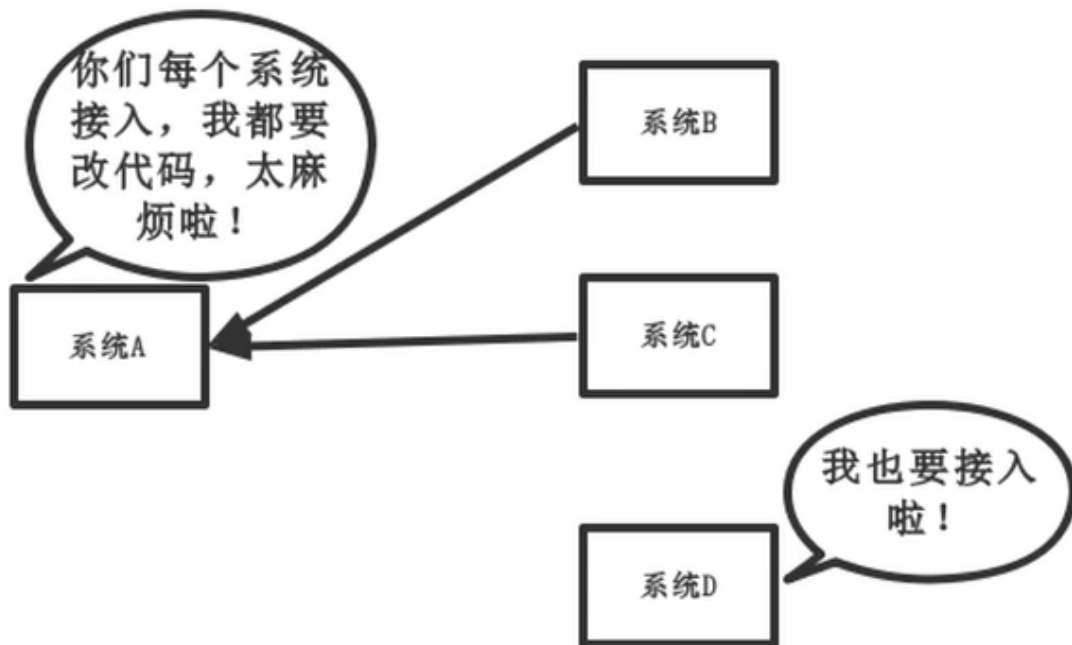 你们每个系统
接入，我都要
改代码，太麻
烦啦！
系统B
系统A
系统C
我也要接入
啦！
系统D